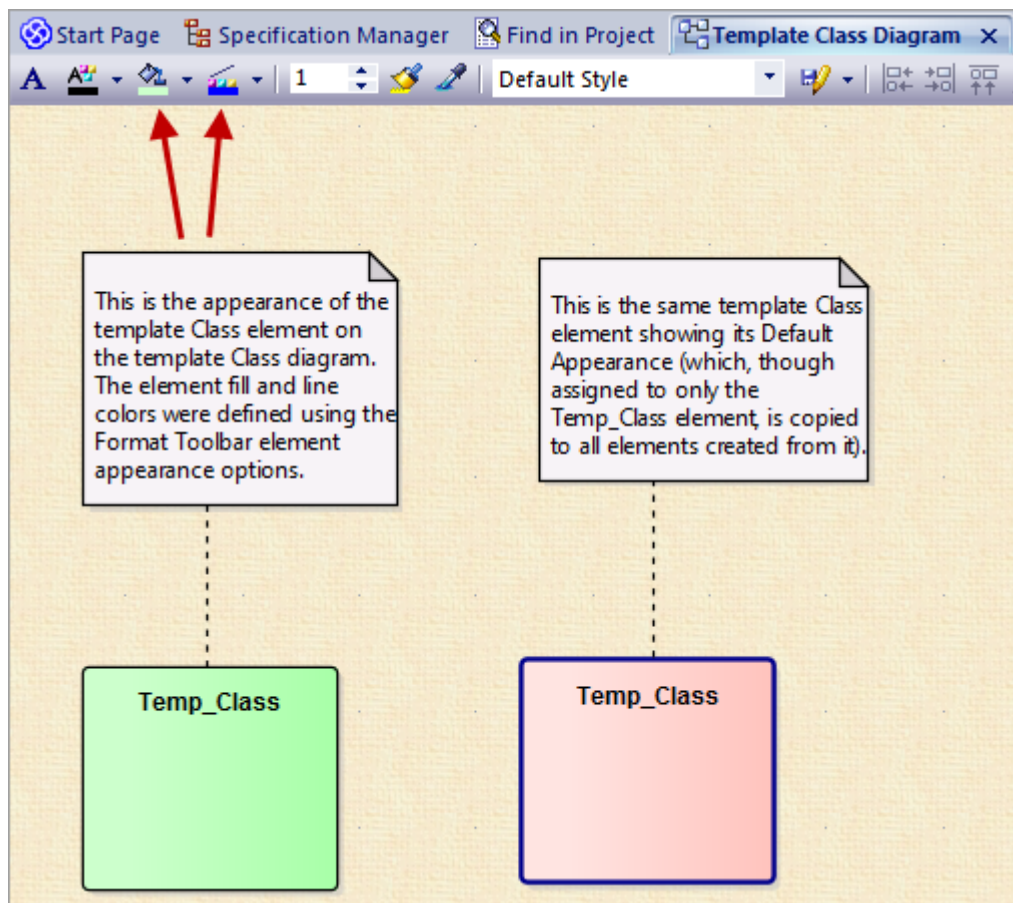 Start Page Specification Manager Find in Project Template Class Diagram
A A 1 Default Style
This is the appearance of the
template Class element on
the template Class diagram.
The element fill and line
colors were defined using the
Format Toolbar element
appearance options.
This is the same template Class
element showing its Default
Appearance (which, though
assigned to only the
Temp_Class element, is copied
to all elements created from it).
Temp_Class
Temp_Class